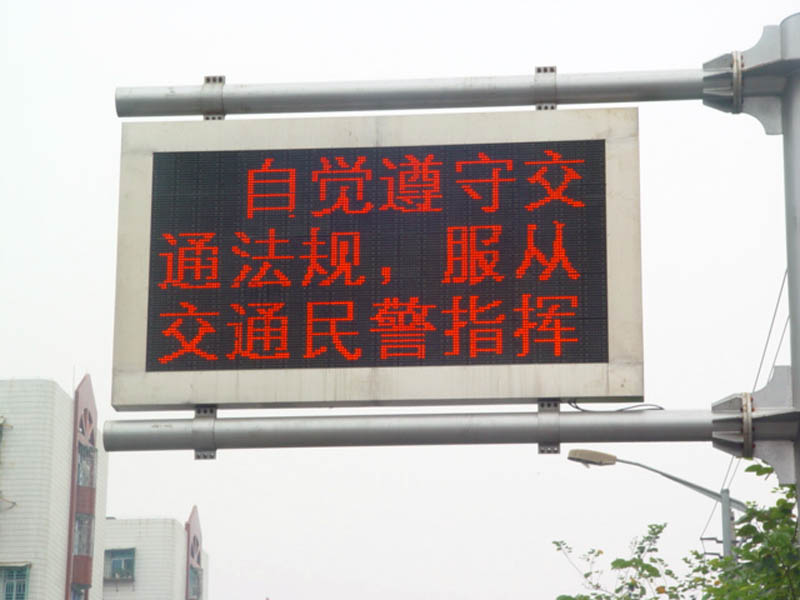 自觉遵守交
通法规，服从
交通民警指挥